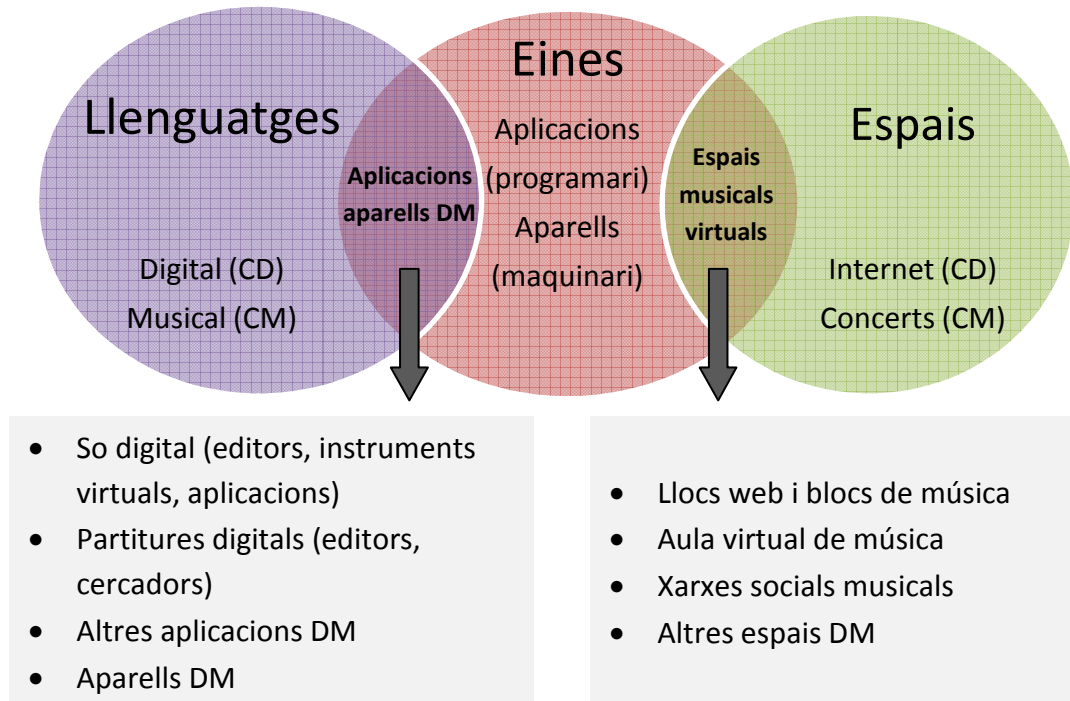 Llenguatges
Digital (CD)
Musical (CM)
Aplicacions
aparells DM
Eines
Aplicacions
(programari)
Aparells
(maquinari)
Espais
musicals
virtuals
Espais
Internet (CD)
Concerts (CM)
• So digital (editors, instruments
virtuals, aplicacions)
• Partitures digitals (editors,
cercadors)
• Altres aplicacions DM
• Aparells DM
• Llocs web i blocs de música
• Aula virtual de música
• Xarxes socials musicals
• Altres espais DM